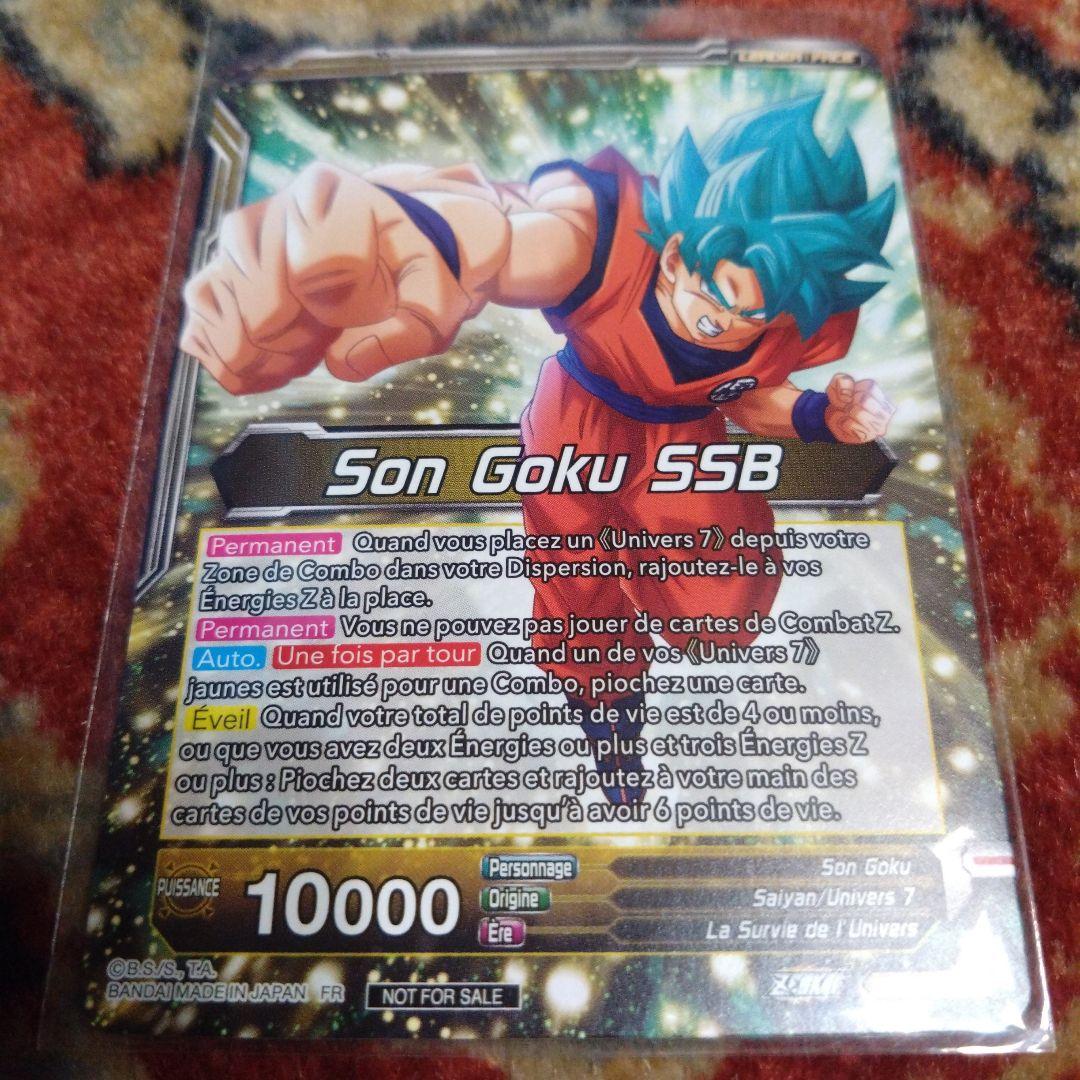 LEADER PACK
Son Goku SSB
Permanent Quand vous placez un《Univers 7》depuis votre
Zone de Combo dans votre Dispersion, rajoutez-le à vos
Énergies Z à la place.
Permanent Vous ne pouvez pas jouer de cartes de Combat Z.
Auto. Une fois par tour Quand un de vos《Univers 7》
jaunes est utilisé pour une Combo, piochez une carte.
Éveil Quand votre total de points de vie est de 4 ou moins,
ou que vous avez deux Énergies ou plus et trois Énergies Z
ou plus : Piochez deux cartes et rajoutez à votre main des
cartes de vos points de vie jusqu'à avoir 6 points de vie.
PUISSANCE
10000
Personnage Son Goku
Origine Saiyan/Univers 7
Ère La Survie de l'Univers
©B.S./S., T.A.
BANDAI MADE IN JAPAN FR
NOT FOR SALE